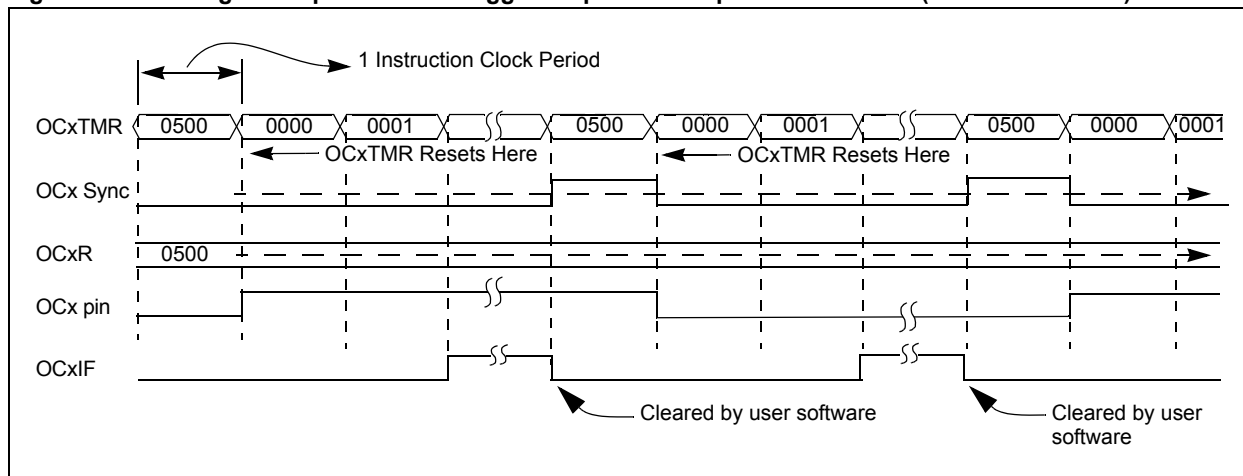 1 Instruction Clock Period
OCxTMR 0500 0000 0001 0500 0000 0001 0500 0000 0001
OCxTMR Resets Here OCxTMR Resets Here
OCx Sync
OCxR 0500
OCx pin
OCxIF
Cleared by user software Cleared by user
software